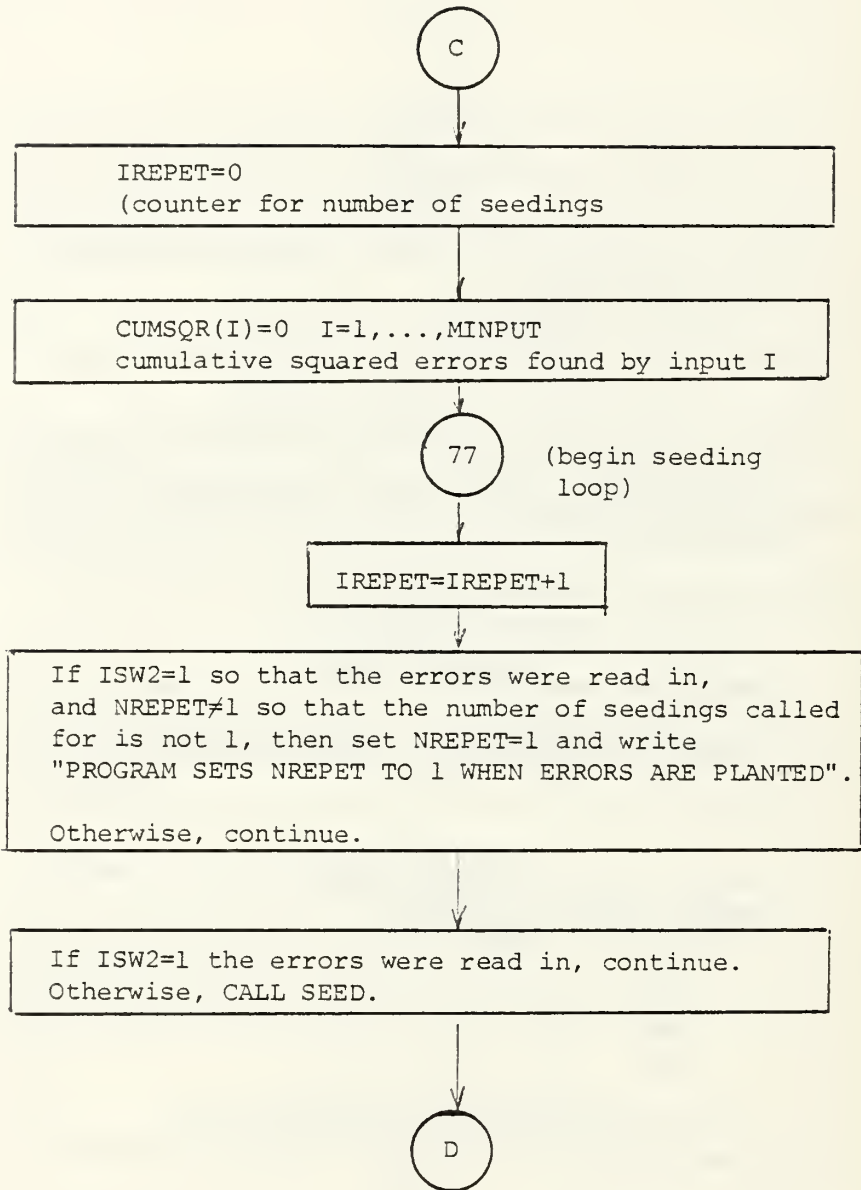 C
IREPET=0
(counter for number of seedings
CUMSQR(I)=0 I=1,...,MINPUT
cumulative squared errors found by input I
77 (begin seeding
loop)
IREPET=IREPET+1
If ISW2=1 so that the errors were read in,
and NREPET≠1 so that the number of seedings called
for is not 1, then set NREPET=1 and write
"PROGRAM SETS NREPET TO 1 WHEN ERRORS ARE PLANTED".
Otherwise, continue.
If ISW2=1 the errors were read in, continue.
Otherwise, CALL SEED.
D